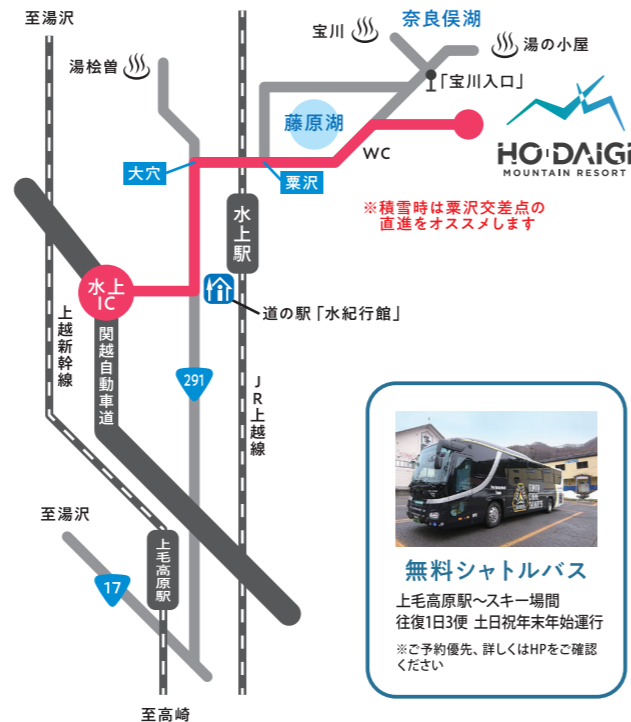 至湯沢
宝川
奈良俣湖
湯の小屋
湯桧曽
「宝川入口」
藤原湖
HO・DAIGI
MOUNTAIN RESORT
WC
大穴
粟沢
※積雪時は粟沢交差点の
直進をオススメします
水上駅
水上
IC
道の駅「水紀行館」
上越新幹線
関越自動車道
291
JR上越線
至湯沢
17
上毛高原駅
至高崎
無料シャトルバス
上毛高原駅〜スキー場間
往復1日3便 土日祝年末年始運行
※ご予約優先、詳しくはHPをご確認
ください